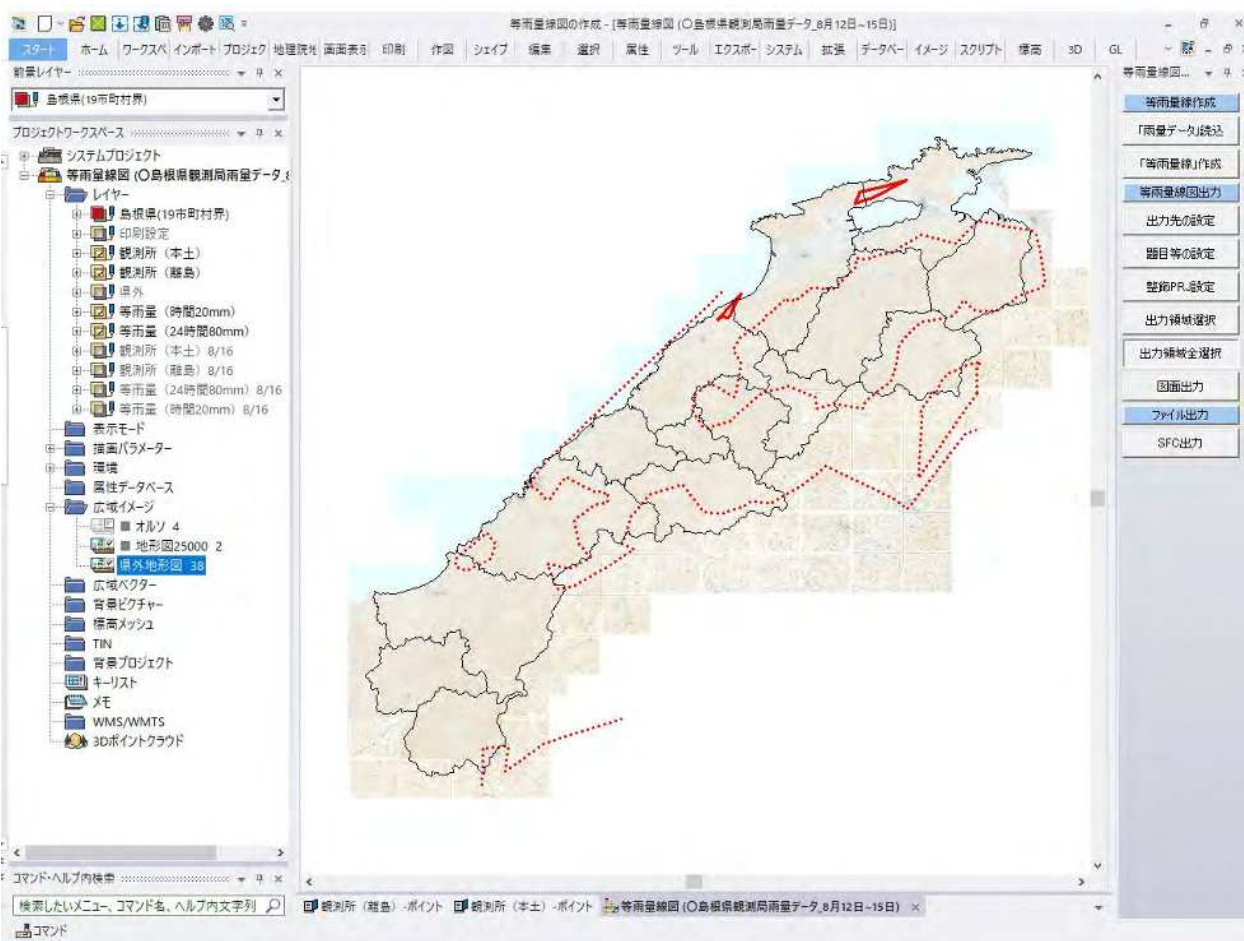 等雨量線図の作成 - [等雨量線図 (〇島根県観測局雨量データ_8月12日~15日)]
スタート ホーム ワークスペ インポート プロジェク 地理院地 画面表示 印刷 作図 シェイプ 編集 選択 属性 ツール エクスポー システム 拡張 データベー イメージ スクリプト 標高 3D GL
前景レイヤー
島根県(19市町村界)
プロジェクトワークスペース
システムプロジェクト
等雨量線図 (〇島根県観測局雨量データ_8
レイヤー
島根県(19市町村界)
印刷設定
観測所（本土）
観測所（離島）
県外
等雨量（時間20mm）
等雨量（24時間80mm）
観測所（本土）8/16
観測所（離島）8/16
等雨量（24時間80mm）8/16
等雨量（時間20mm）8/16
表示モード
描画パラメーター
環境
属性データベース
広域イメージ
オルソ 4
地形図25000 2
県外地形図 38
広域ベクター
背景ピクチャー
標高メッシュ
TIN
背景プロジェクト
キーリスト
メモ
WMS/WMTS
3Dポイントクラウド
コマンド・ヘルプ内検索
検索したいメニュー、コマンド名、ヘルプ内文字列
コマンド
観測所（離島）-ポイント 観測所（本土）-ポイント 等雨量線図 (〇島根県観測局雨量データ_8月12日~15日)
等雨量線図...
等雨量線作成
「雨量データ」読込
「等雨量線」作成
等雨量線図出力
出力先の設定
題目等の設定
整飾PRJ設定
出力領域選択
出力領域全選択
図面出力
ファイル出力
SFC出力